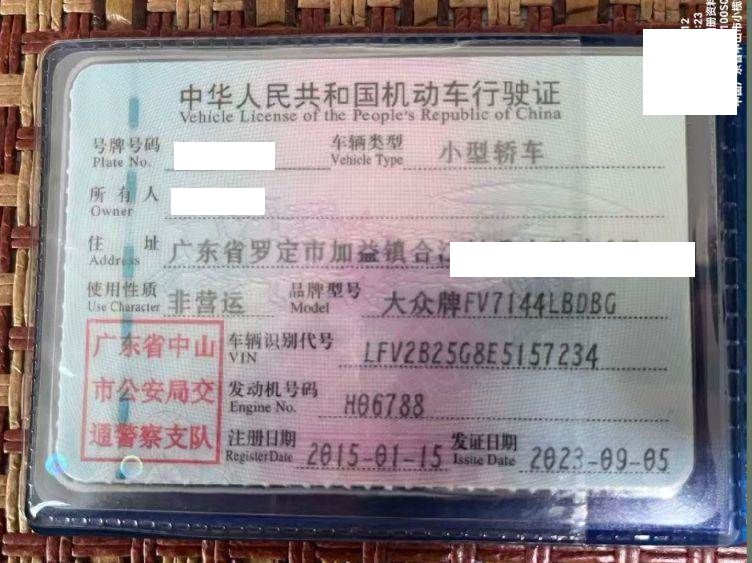 中华人民共和国机动车行驶证
Vehicle License of the People's Republic of China
号牌号码
Plate No.
车辆类型 小型轿车
Vehicle Type
所有人
Owner
住址 广东省罗定市加益镇合江
Address
使用性质 非营运
Use Character
品牌型号 大众牌FV7144LBDBG
Model
广东省中山
市公安局交
通警察支队
车辆识别代号 LFV2B25G8E5157234
VIN
发动机号码 H06788
Engine No.
注册日期 2015-01-15
Register Date
发证日期 2023-09-05
Issue Date